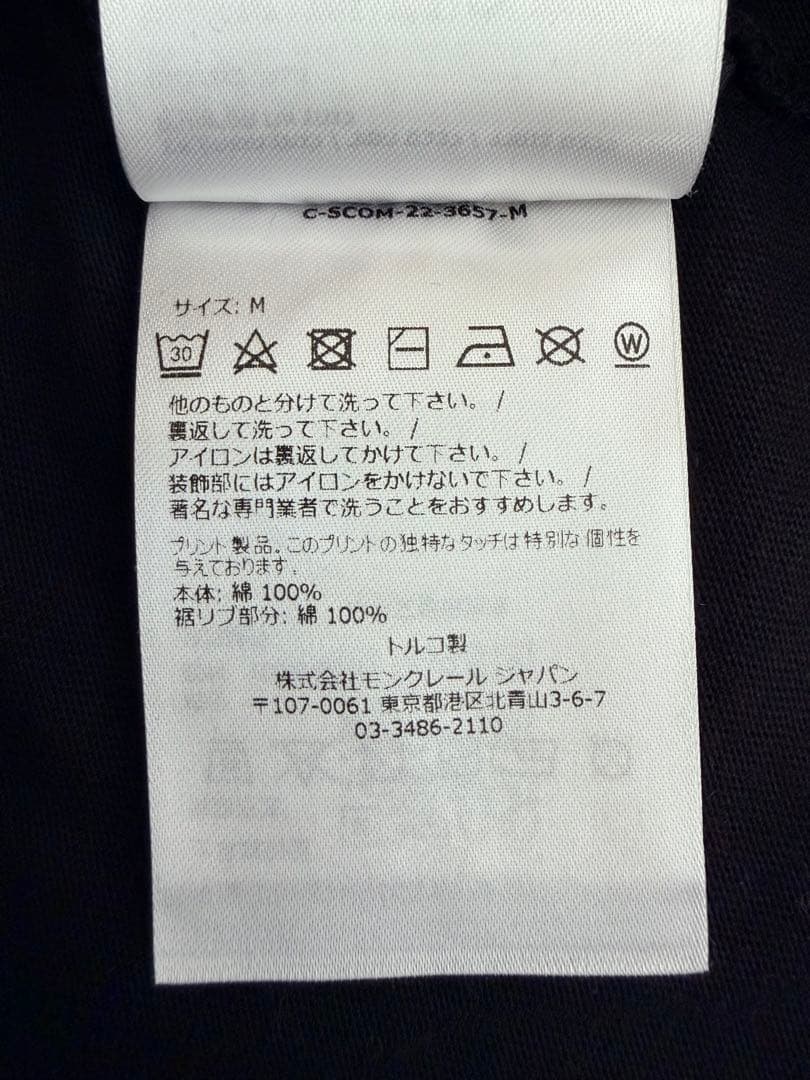 C-SCOM-22-3657-M
サイズ: M
30
W
他のものと分けて洗って下さい。 /
裏返して洗って下さい。 /
アイロンは裏返してかけて下さい。 /
装飾部にはアイロンをかけないで下さい。 /
著名な専門業者で洗うことをおすすめします。
プリント製品。このプリントの独特なタッチは特別な個性を
与えております.
本体: 綿 100%
裾リブ部分: 綿 100%
トルコ製
株式会社モンクレール ジャパン
〒107-0061 東京都港区北青山3-6-7
03-3486-2110